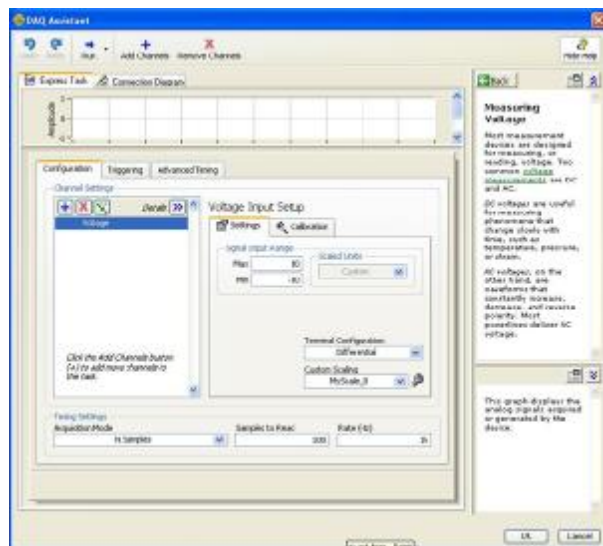 DAQ Assistant
Undo Redo Run Add Channels Remove Channels Hide Help
Express Task Connection Diagram
Amplitude
Configuration Triggering Advanced Timing
Channel Settings
Details
Voltage
Click the Add Channels button
(+) to add more channels to
the task.
Voltage Input Setup
Settings Calibration
Signal Input Range
Max
Min
Scaled Units
Custom
Terminal Configuration
Differential
Custom Scaling
MyScale_0
Timing Settings
Acquisition Mode Samples to Read Rate (Hz)
N Samples 100 1k
Back
Measuring
Voltage
Most measurement
devices are designed
for measuring, or
reading, voltage. Two
common voltage
measurements are DC
and AC.
DC voltages are useful
for measuring
phenomena that
change slowly with
time, such as
temperature, pressure,
or strain.
AC voltages, on the
other hand, are
waveforms that
constantly increase,
decrease, and reverse
polarity. Most
powerlines deliver AC
voltage.
This graph displays the
analog signals acquired
or generated by the
device.
OK Cancel